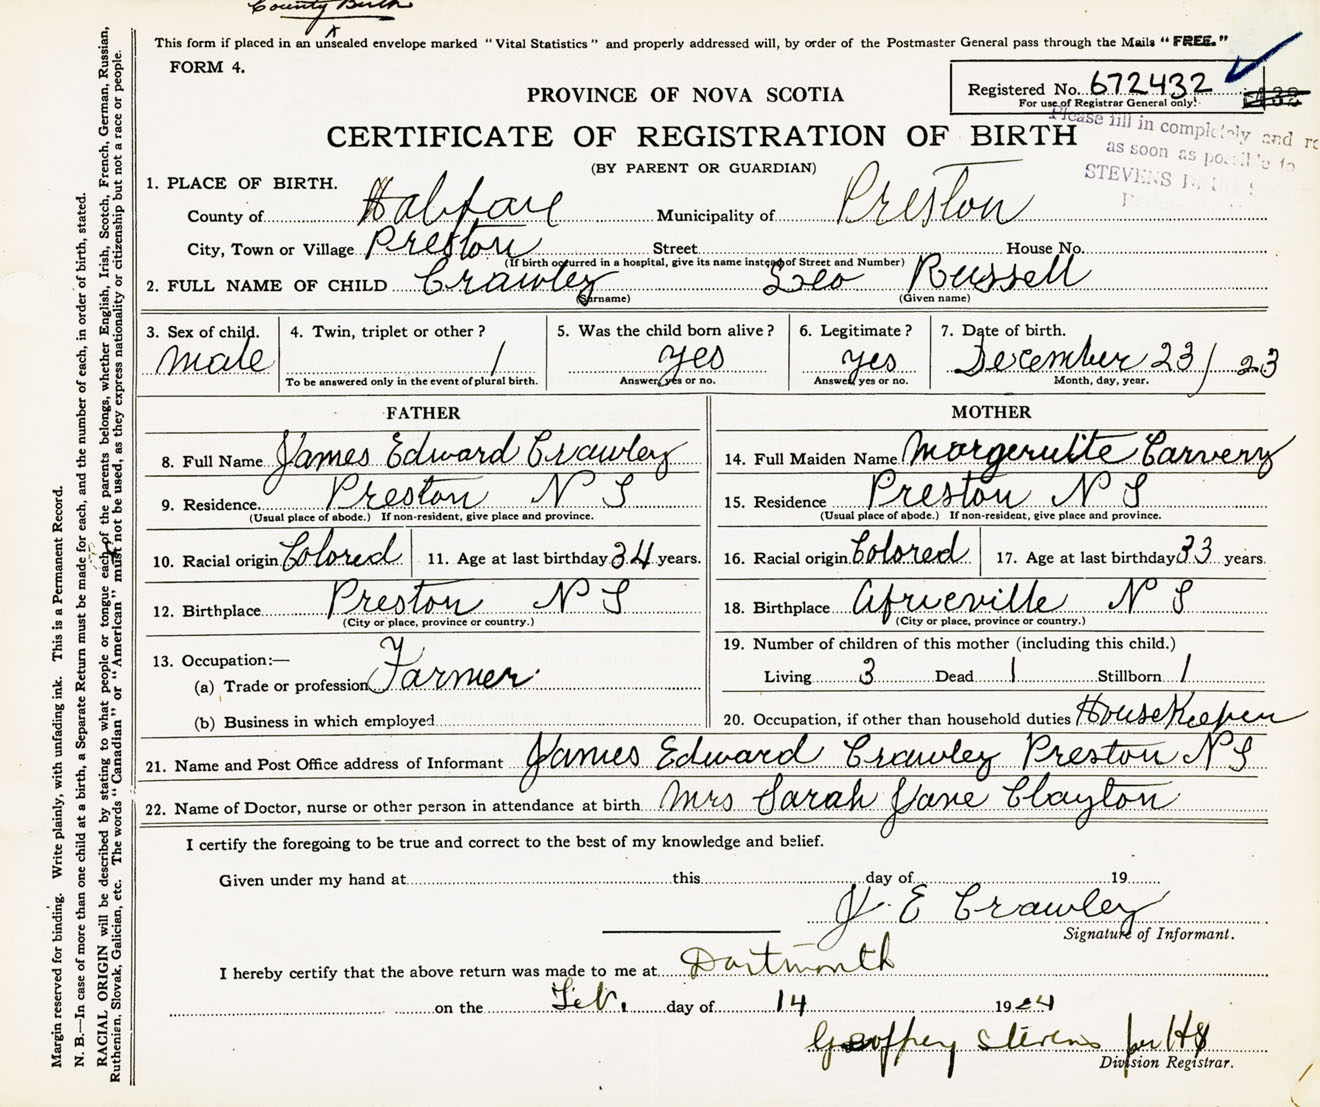 County Birth
This form if placed in an unsealed envelope marked "Vital Statistics" and properly addressed will, by order of the Postmaster General pass through the Mails "FREE."
FORM 4.
Registered No. 672432
For use of Registrar General only!
PROVINCE OF NOVA SCOTIA
CERTIFICATE OF REGISTRATION OF BIRTH
Please fill in completely and
as soon as possible to
STEVENS DRUG
(BY PARENT OR GUARDIAN)
1. PLACE OF BIRTH.
County of Halifax Municipality of Preston
City, Town or Village Preston Street House No.
(If birth occurred in a hospital, give its name instead of Street and Number)
2. FULL NAME OF CHILD Crawley Leo Russell
(Surname) (Given name)
3. Sex of child. 4. Twin, triplet or other? 5. Was the child born alive? 6. Legitimate? 7. Date of birth.
male 1 yes yes December 23/23
To be answered only in the event of plural birth. Answer, yes or no. Answer, yes or no. Month, day, year.
FATHER MOTHER
8. Full Name James Edward Crawley 14. Full Maiden Name Margeruitte Carvery
9. Residence. Preston N S 15. Residence Preston N S
(Usual place of abode.) If non-resident, give place and province. (Usual place of abode.) If non-resident, give place and province.
10. Racial origin Colored 11. Age at last birthday 34 years. 16. Racial origin Colored 17. Age at last birthday 33 years.
12. Birthplace Preston N S 18. Birthplace Africville N S
(City or place, province or country.) (City or place, province or country.)
13. Occupation:— 19. Number of children of this mother (including this child.)
(a) Trade or profession Farmer Living 3 Dead 1 Stillborn 1
(b) Business in which employed 20. Occupation, if other than household duties HouseKeeper
21. Name and Post Office address of Informant James Edward Crawley Preston N S
22. Name of Doctor, nurse or other person in attendance at birth Mrs Sarah Jane Clayton
I certify the foregoing to be true and correct to the best of my knowledge and belief.
Given under my hand at this day of 19
J. E Crawley
Signature of Informant.
I hereby certify that the above return was made to me at Dartmouth
on the Feb. day of 14 1924
Geoffrey Stevens per HS
Division Registrar.
Margin reserved for binding. Write plainly, with unfading ink. This is a Permanent Record.
N. B.—In case of more than one child at a birth, a Separate Return must be made for each, and the number of each, in order of birth, stated.
RACIAL ORIGIN will be described by stating to what people or tongue each of the parents belongs, whether English, Irish, Scotch, French, German, Russian,
Ruthenian, Slovak, Galician, etc. The words "Canadian" or "American" must not be used, as they express nationality or citizenship but not a race or people.